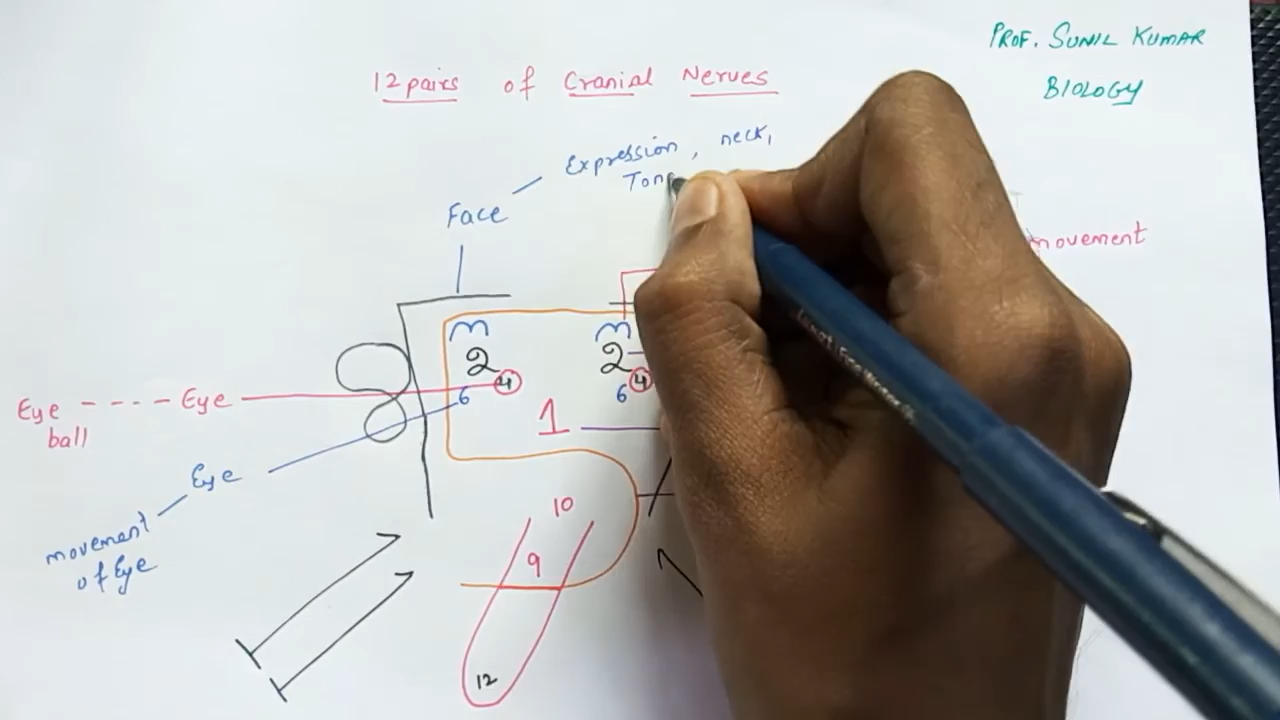 PROF. SUNIL KUMAR
BIOLOGY
12 pairs of Cranial Nerves
Expression, neck,
Ton
Face
movement
2 2
4 4
6 6
Eye ---- Eye
ball
1
Eye
movement
of Eye
10
9
12